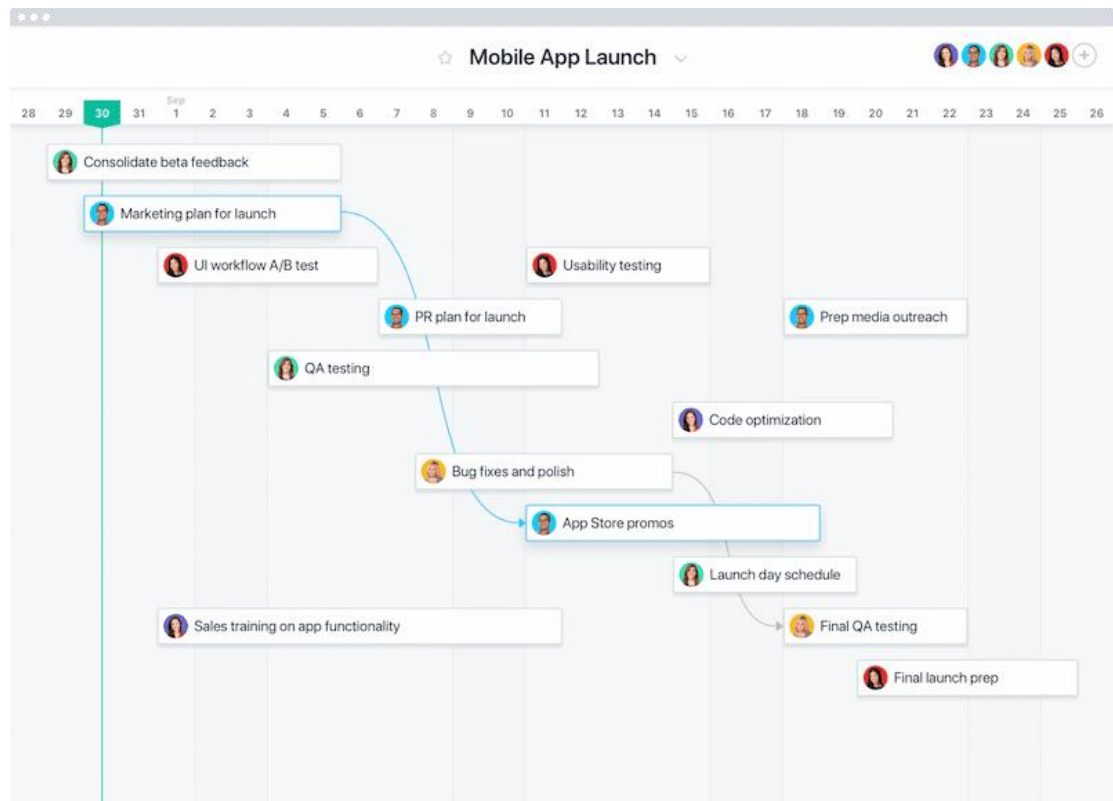 Mobile App Launch
Sep
28 29 30 31 1 2 3 4 5 6 7 8 9 10 11 12 13 14 15 16 17 18 19 20 21 22 23 24 25 26
Consolidate beta feedback
Marketing plan for launch
UI workflow A/B test
Usability testing
PR plan for launch
Prep media outreach
QA testing
Code optimization
Bug fixes and polish
App Store promos
Launch day schedule
Sales training on app functionality
Final QA testing
Final launch prep